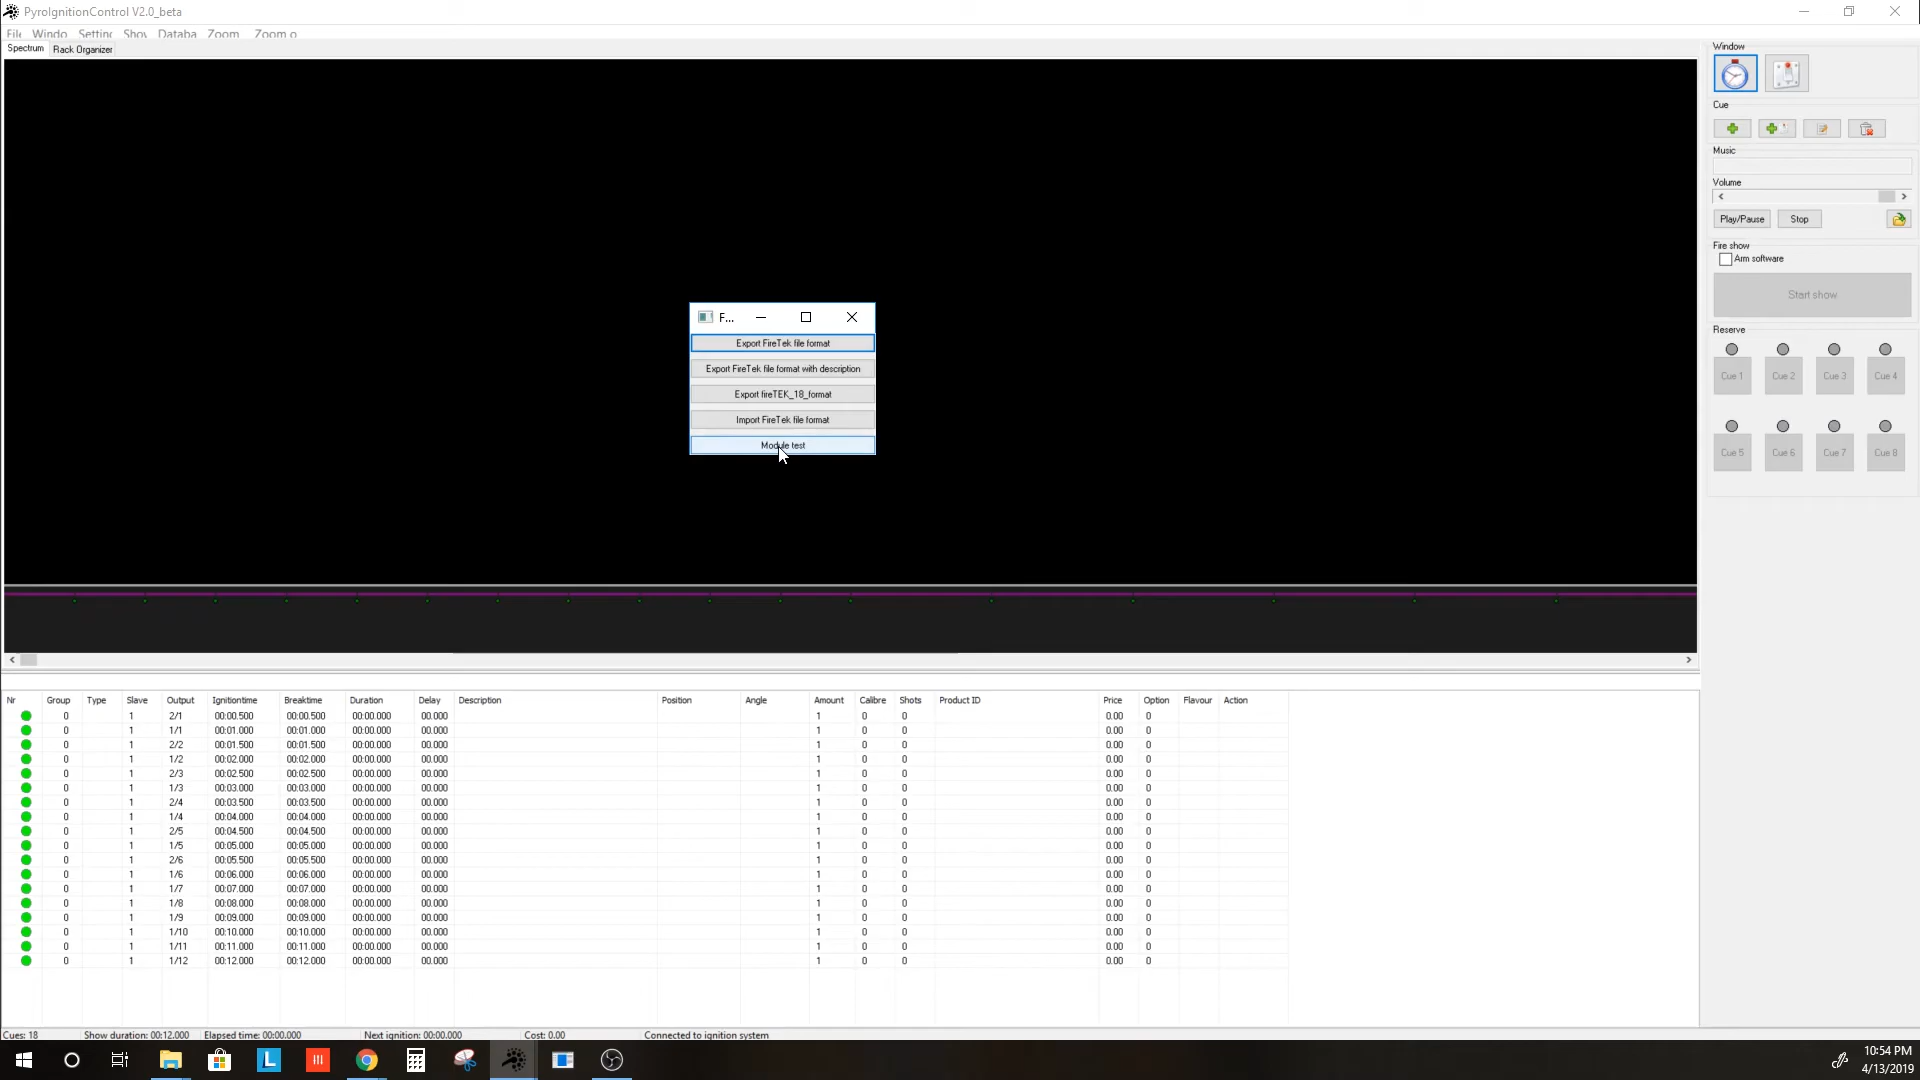 PyroIgnitionControl V2.0_beta
File Windo Setting Show Databa Zoom Zoom o
Spectrum Rack Organizer
Window
Cue
Music
Volume
Play/Pause Stop
Fire show
Arm software
Start show
Reserve
Cue 1 Cue 2 Cue 3 Cue 4
Cue 5 Cue 6 Cue 7 Cue 8
F...
Export FireTek file format
Export FireTek file format with description
Export fireTEK_18_format
Import FireTek file format
Module test
Nr Group Type Slave Output Ignitiontime Breaktime Duration Delay Description Position Angle Amount Calibre Shots Product ID Price Option Flavour Action
0 1 2/1 00:00.500 00:00.500 00:00.000 00.000 1 0 0 0.00 0
0 1 1/1 00:01.000 00:01.000 00:00.000 00.000 1 0 0 0.00 0
0 1 2/2 00:01.500 00:01.500 00:00.000 00.000 1 0 0 0.00 0
0 1 1/2 00:02.000 00:02.000 00:00.000 00.000 1 0 0 0.00 0
0 1 2/3 00:02.500 00:02.500 00:00.000 00.000 1 0 0 0.00 0
0 1 1/3 00:03.000 00:03.000 00:00.000 00.000 1 0 0 0.00 0
0 1 2/4 00:03.500 00:03.500 00:00.000 00.000 1 0 0 0.00 0
0 1 1/4 00:04.000 00:04.000 00:00.000 00.000 1 0 0 0.00 0
0 1 2/5 00:04.500 00:04.500 00:00.000 00.000 1 0 0 0.00 0
0 1 1/5 00:05.000 00:05.000 00:00.000 00.000 1 0 0 0.00 0
0 1 2/6 00:05.500 00:05.500 00:00.000 00.000 1 0 0 0.00 0
0 1 1/6 00:06.000 00:06.000 00:00.000 00.000 1 0 0 0.00 0
0 1 1/7 00:07.000 00:07.000 00:00.000 00.000 1 0 0 0.00 0
0 1 1/8 00:08.000 00:08.000 00:00.000 00.000 1 0 0 0.00 0
0 1 1/9 00:09.000 00:09.000 00:00.000 00.000 1 0 0 0.00 0
0 1 1/10 00:10.000 00:10.000 00:00.000 00.000 1 0 0 0.00 0
0 1 1/11 00:11.000 00:11.000 00:00.000 00.000 1 0 0 0.00 0
0 1 1/12 00:12.000 00:12.000 00:00.000 00.000 1 0 0 0.00 0
Cues: 18 Show duration: 00:12.000 Elapsed time: 00:00.000 Next ignition: 00:00.000 Cost: 0.00 Connected to ignition system
L
10:54 PM
4/13/2019